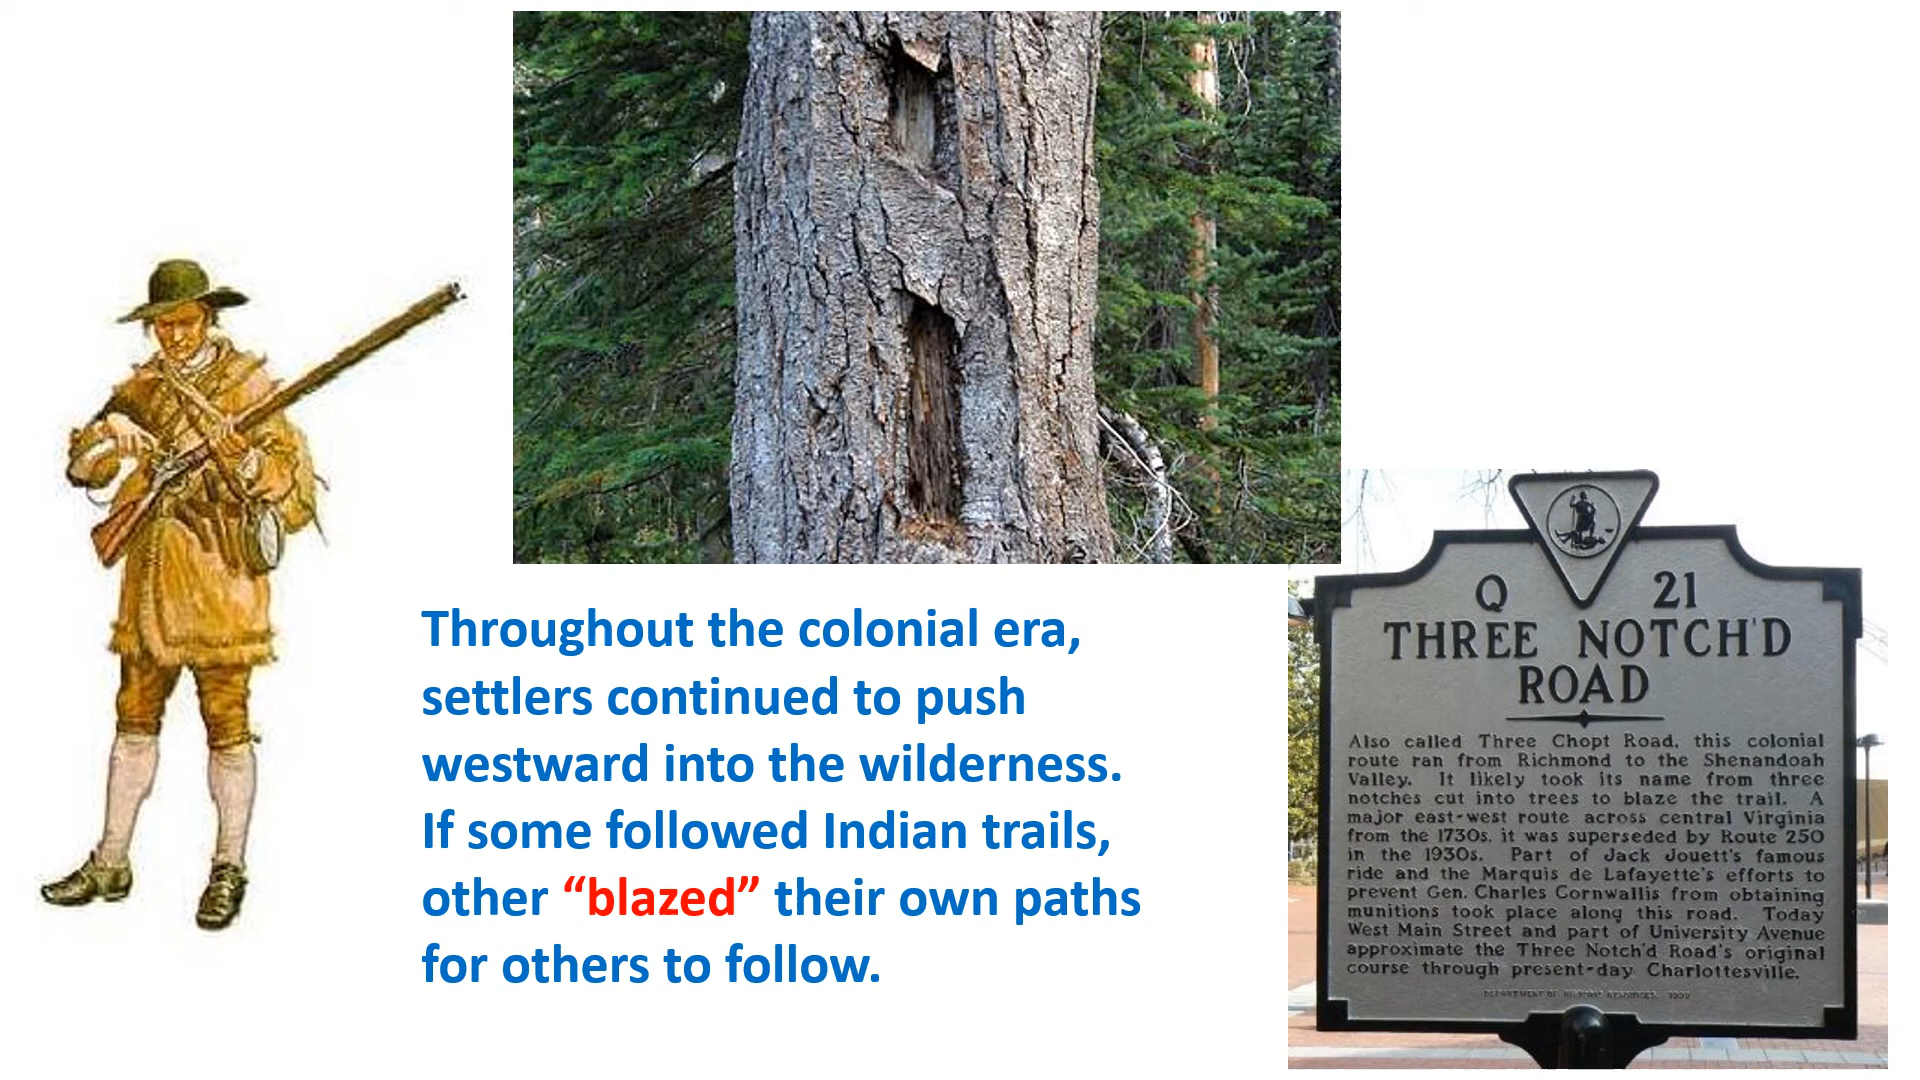 Throughout the colonial era,
settlers continued to push
westward into the wilderness.
If some followed Indian trails,
other “blazed” their own paths
for others to follow.
Q 21
THREE NOTCH'D
ROAD
Also called Three Chopt Road, this colonial
route ran from Richmond to the Shenandoah
Valley. It likely took its name from three
notches cut into trees to blaze the trail. A
major east-west route across central Virginia
from the 1730s, it was superseded by Route 250
in the 1930s. Part of Jack Jouett's famous
ride and the Marquis de Lafayette's efforts to
prevent Gen. Charles Cornwallis from obtaining
munitions took place along this road. Today
West Main Street and part of University Avenue
approximate the Three Notch'd Road's original
course through present-day Charlottesville.
DEPARTMENT OF HISTORIC RESOURCES,